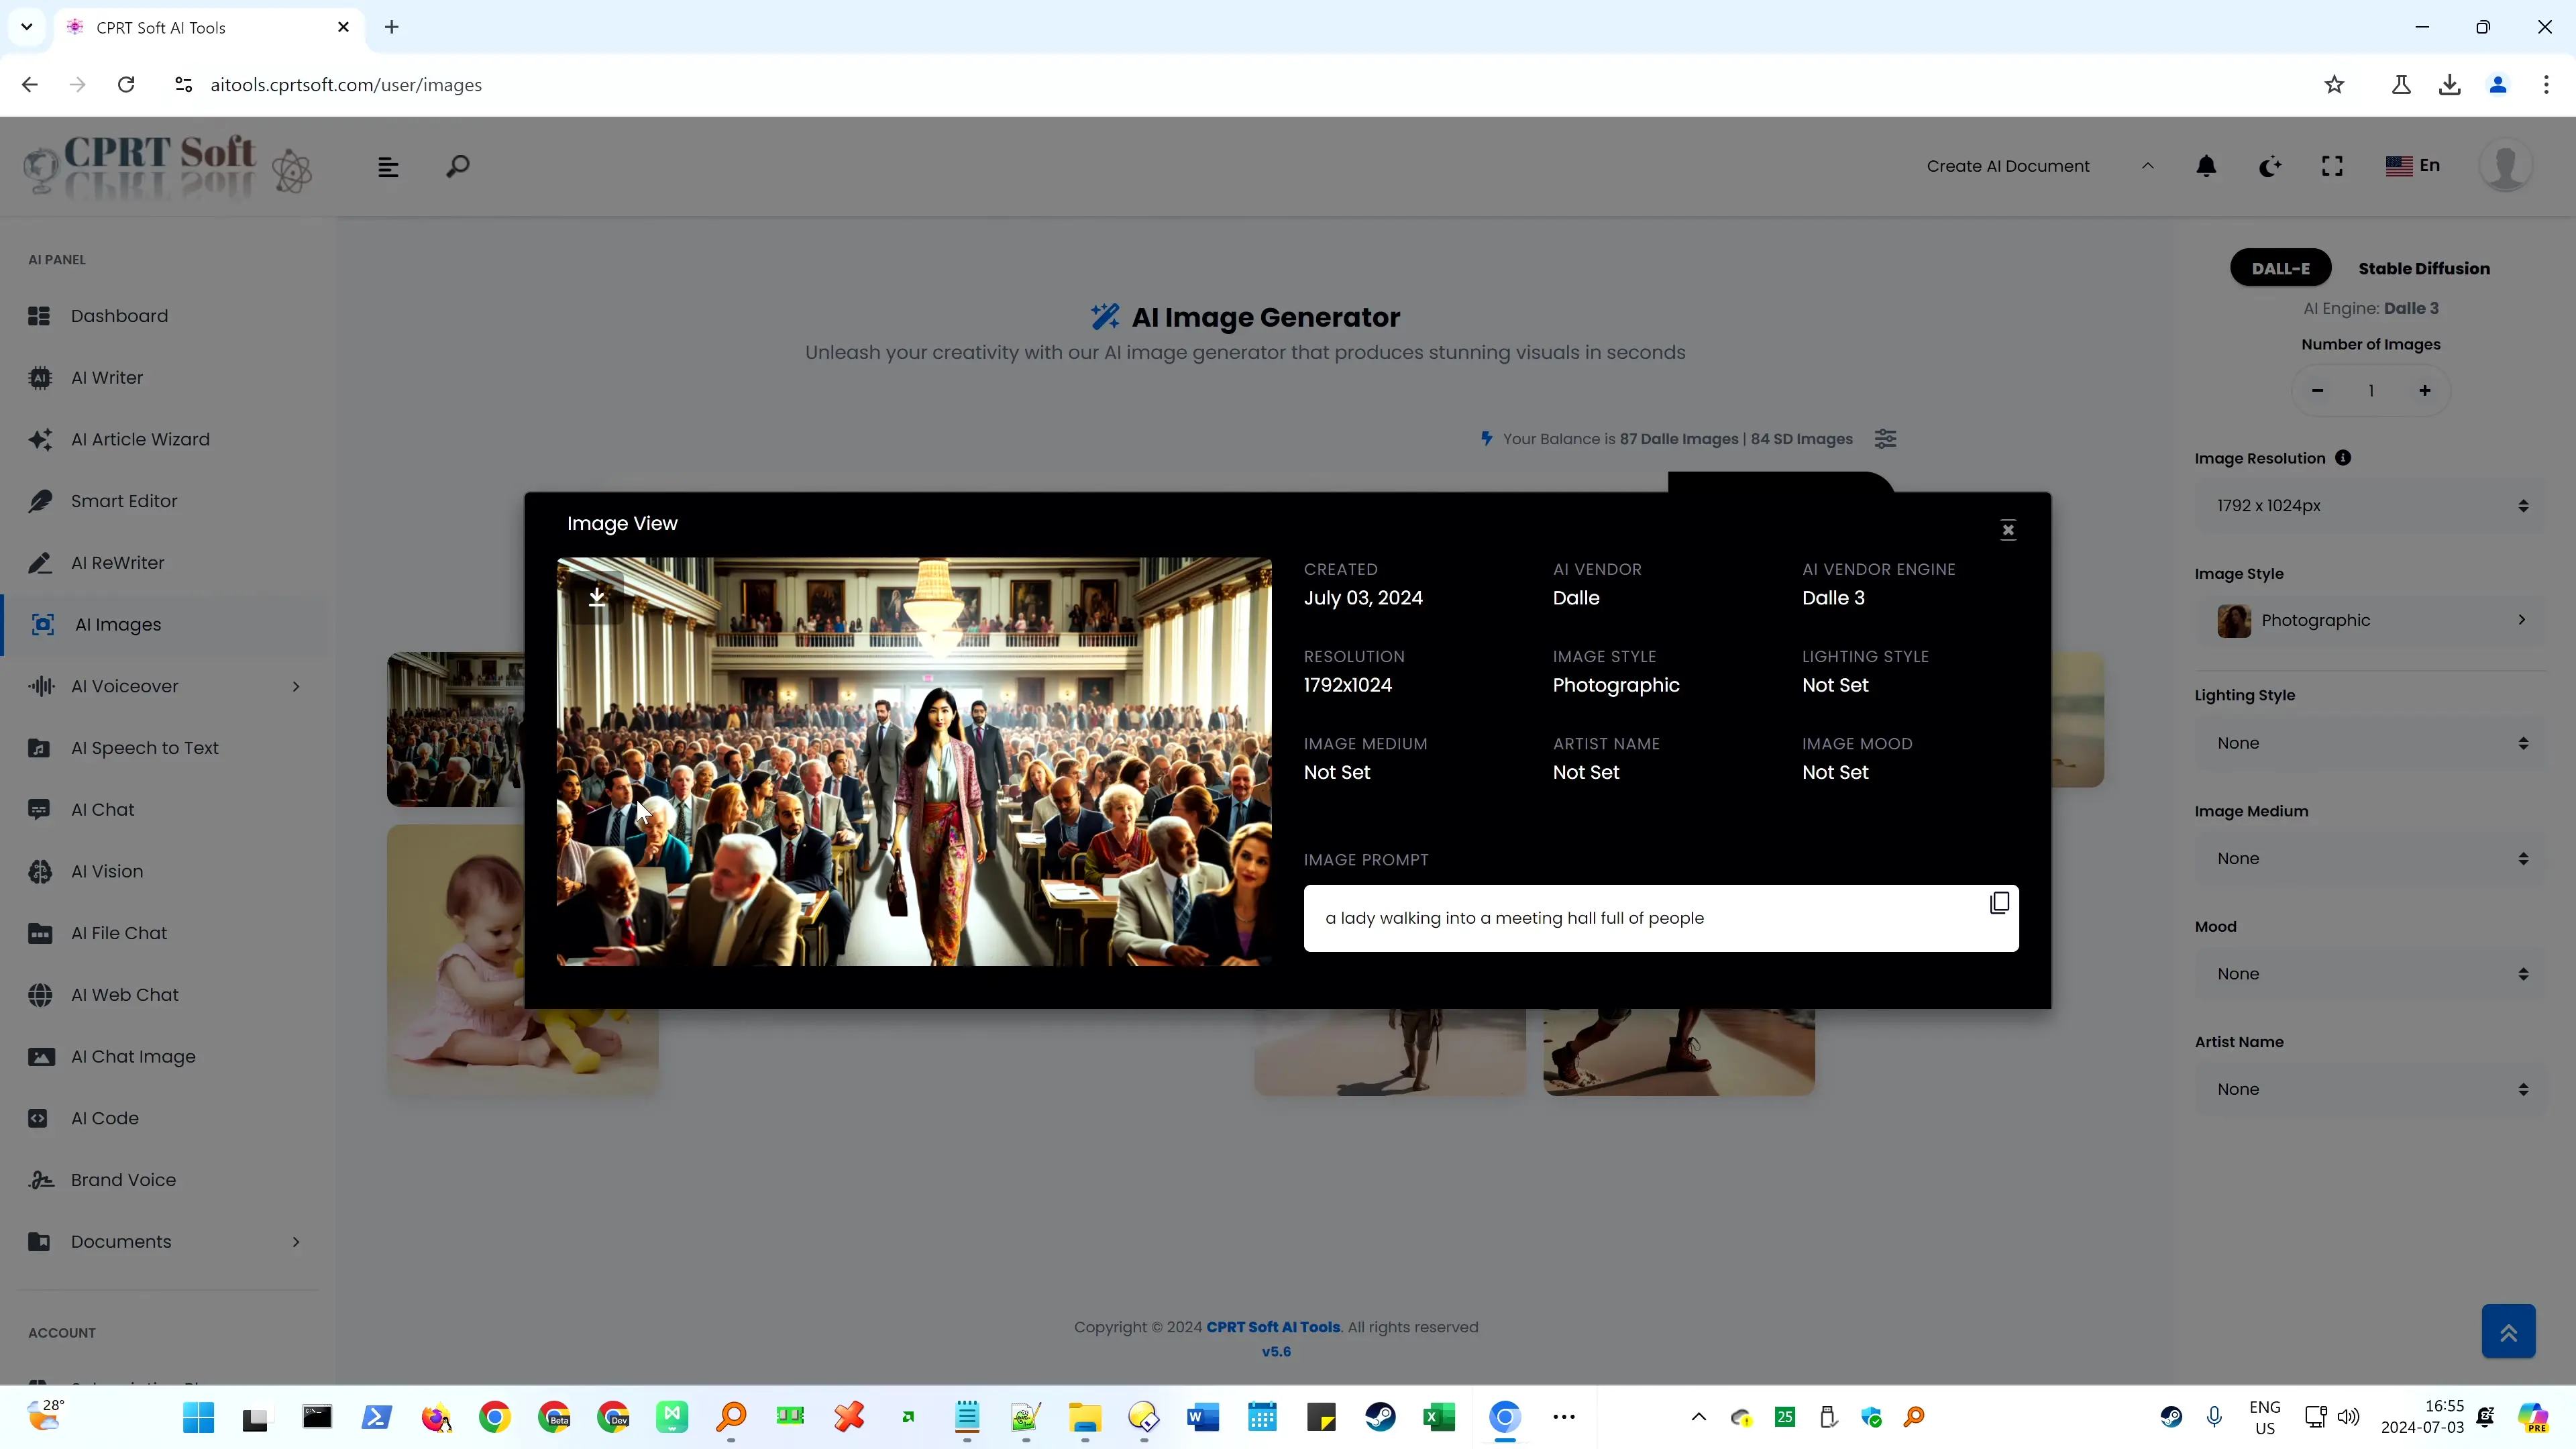 CPRT Soft AI Tools
aitools.cprtsoft.com/user/images
CPRT Soft
Create AI Document
En
AI PANEL
Dashboard
AI Writer
AI Article Wizard
Smart Editor
AI ReWriter
AI Images
AI Voiceover
AI Speech to Text
AI Chat
AI Vision
AI File Chat
AI Web Chat
AI Chat Image
AI Code
Brand Voice
Documents
ACCOUNT
AI Image Generator
Unleash your creativity with our AI image generator that produces stunning visuals in seconds
Your Balance is 87 Dalle Images | 84 SD Images
Image View
CREATED
July 03, 2024
AI VENDOR
Dalle
AI VENDOR ENGINE
Dalle 3
RESOLUTION
1792x1024
IMAGE STYLE
Photographic
LIGHTING STYLE
Not Set
IMAGE MEDIUM
Not Set
ARTIST NAME
Not Set
IMAGE MOOD
Not Set
IMAGE PROMPT
a lady walking into a meeting hall full of people
DALL-E
Stable Diffusion
AI Engine: Dalle 3
Number of Images
1
Image Resolution
1792 x 1024px
Image Style
Photographic
Lighting Style
None
Image Medium
None
Mood
None
Artist Name
None
Copyright © 2024 CPRT Soft AI Tools. All rights reserved
v5.6
28°
Beta
Dev
25
ENG
US
16:55
2024-07-03
PRE